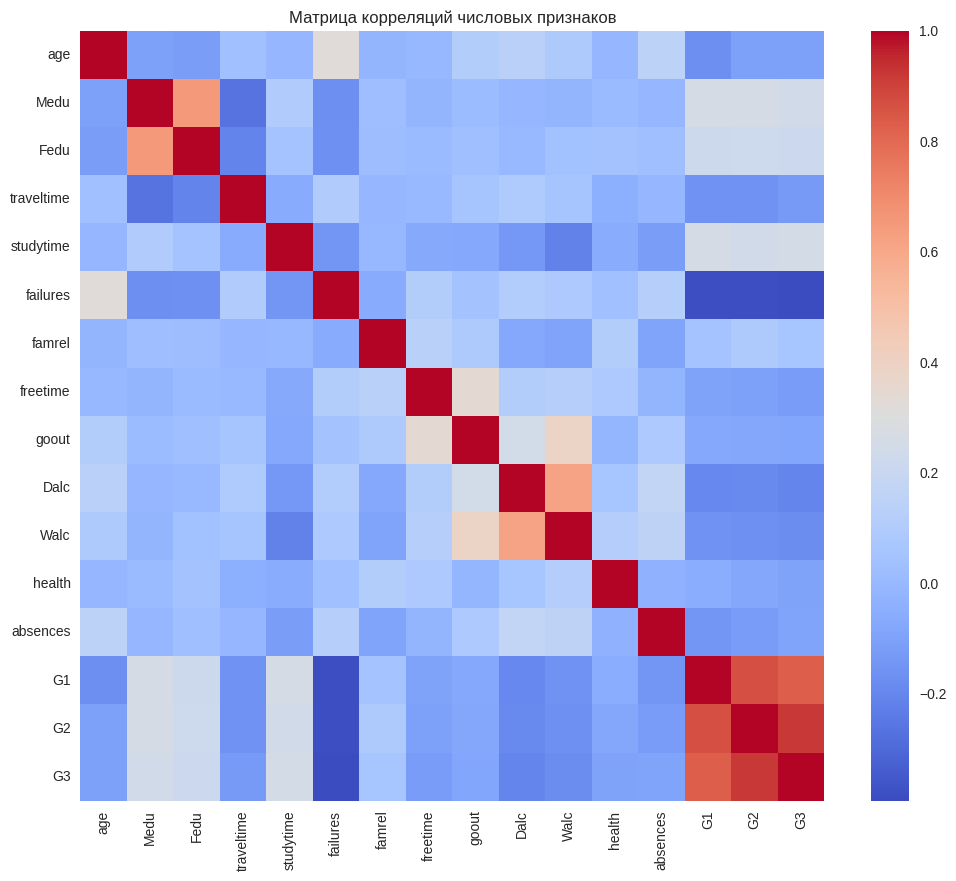 Матрица корреляций числовых признаков
age
Medu
Fedu
traveltime
studytime
failures
famrel
freetime
goout
Dalc
Walc
health
absences
G1
G2
G3
age
Medu
Fedu
traveltime
studytime
failures
famrel
freetime
goout
Dalc
Walc
health
absences
G1
G2
G3
1.0
0.8
0.6
0.4
0.2
0.0
−0.2